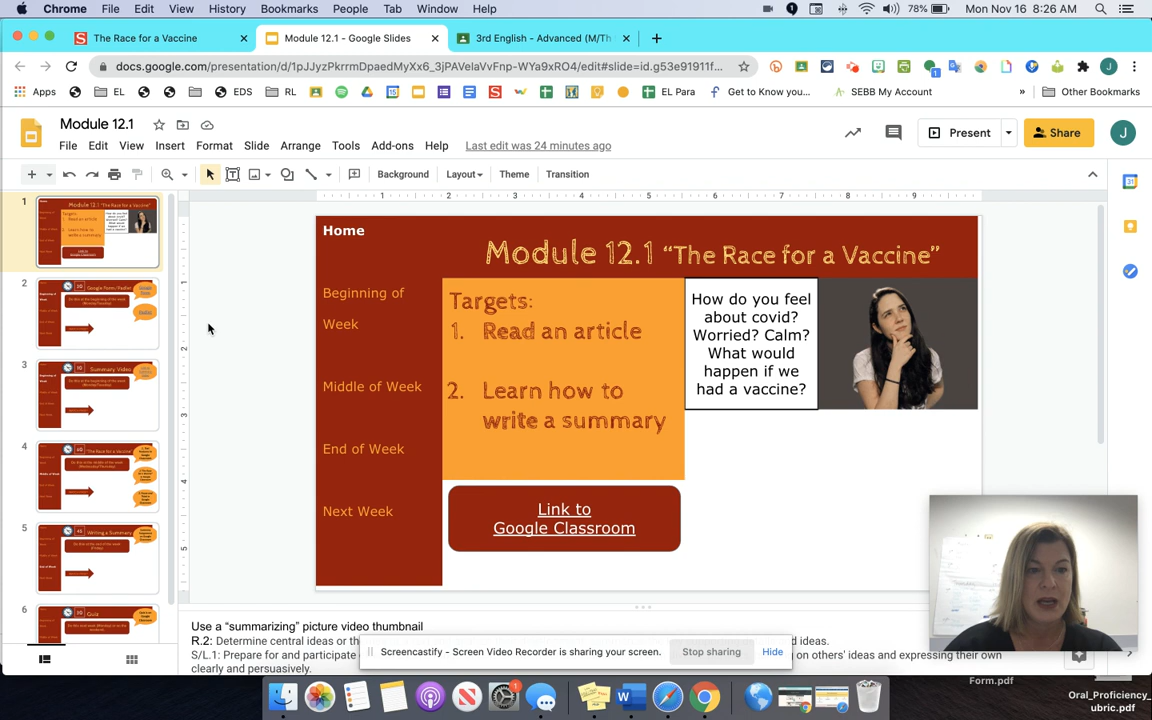 Chrome File Edit View History Bookmarks People Tab Window Help 78% Mon Nov 16 8:26 AM
The Race for a Vaccine
Module 12.1 - Google Slides
3rd English - Advanced (M/Th
docs.google.com/presentation/d/1pJJyzPkrrmDpaedMyXx6_3jPAVelaVvFnp-WYa9xRO4/edit#slide=id.g53e91911f...
Apps EL EDS RL EL Para Get to Know you... SEBB My Account » Other Bookmarks
Module 12.1
File Edit View Insert Format Slide Arrange Tools Add-ons Help Last edit was 24 minutes ago
Present Share J
Background Layout Theme Transition
1
2
3
4
5
6
Home
Module 12.1 “The Race for a Vaccine”
Beginning of
Week
Middle of Week
End of Week
Next Week
Targets:
1. Read an article
2. Learn how to
write a summary
How do you feel
about covid?
Worried? Calm?
What would
happen if we
had a vaccine?
Link to
Google Classroom
Use a “summarizing” picture video thumbnail
R.2: Determine central ideas or th
d ideas.
S/L.1: Prepare for and participate
on others' ideas and expressing their own
clearly and persuasively.
Screencastify - Screen Video Recorder is sharing your screen. Stop sharing Hide
Form.pdf
Oral_Proficiency_
ubric.pdf